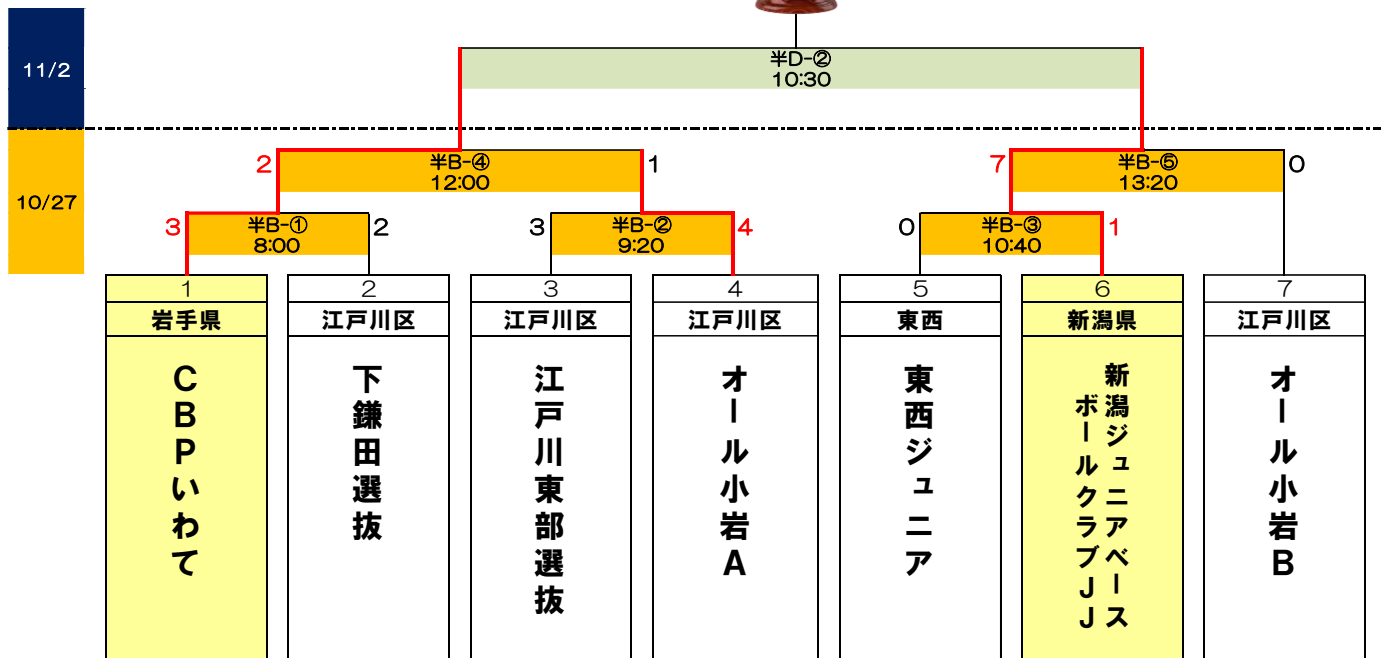 11/2
半D-②
10:30
10/27
2
半B-④
12:00
1
7
半B-⑤
13:20
0
3
半B-①
8:00
2
3
半B-②
9:20
4
0
半B-③
10:40
1
1
2
3
4
5
6
7
岩手県
江戸川区
江戸川区
江戸川区
東西
新潟県
江戸川区
CBPいわて
下鎌田選抜
江戸川東部選抜
オール小岩A
東西ジュニア
新潟ジュニアベース
ボールクラブJJ
オール小岩B